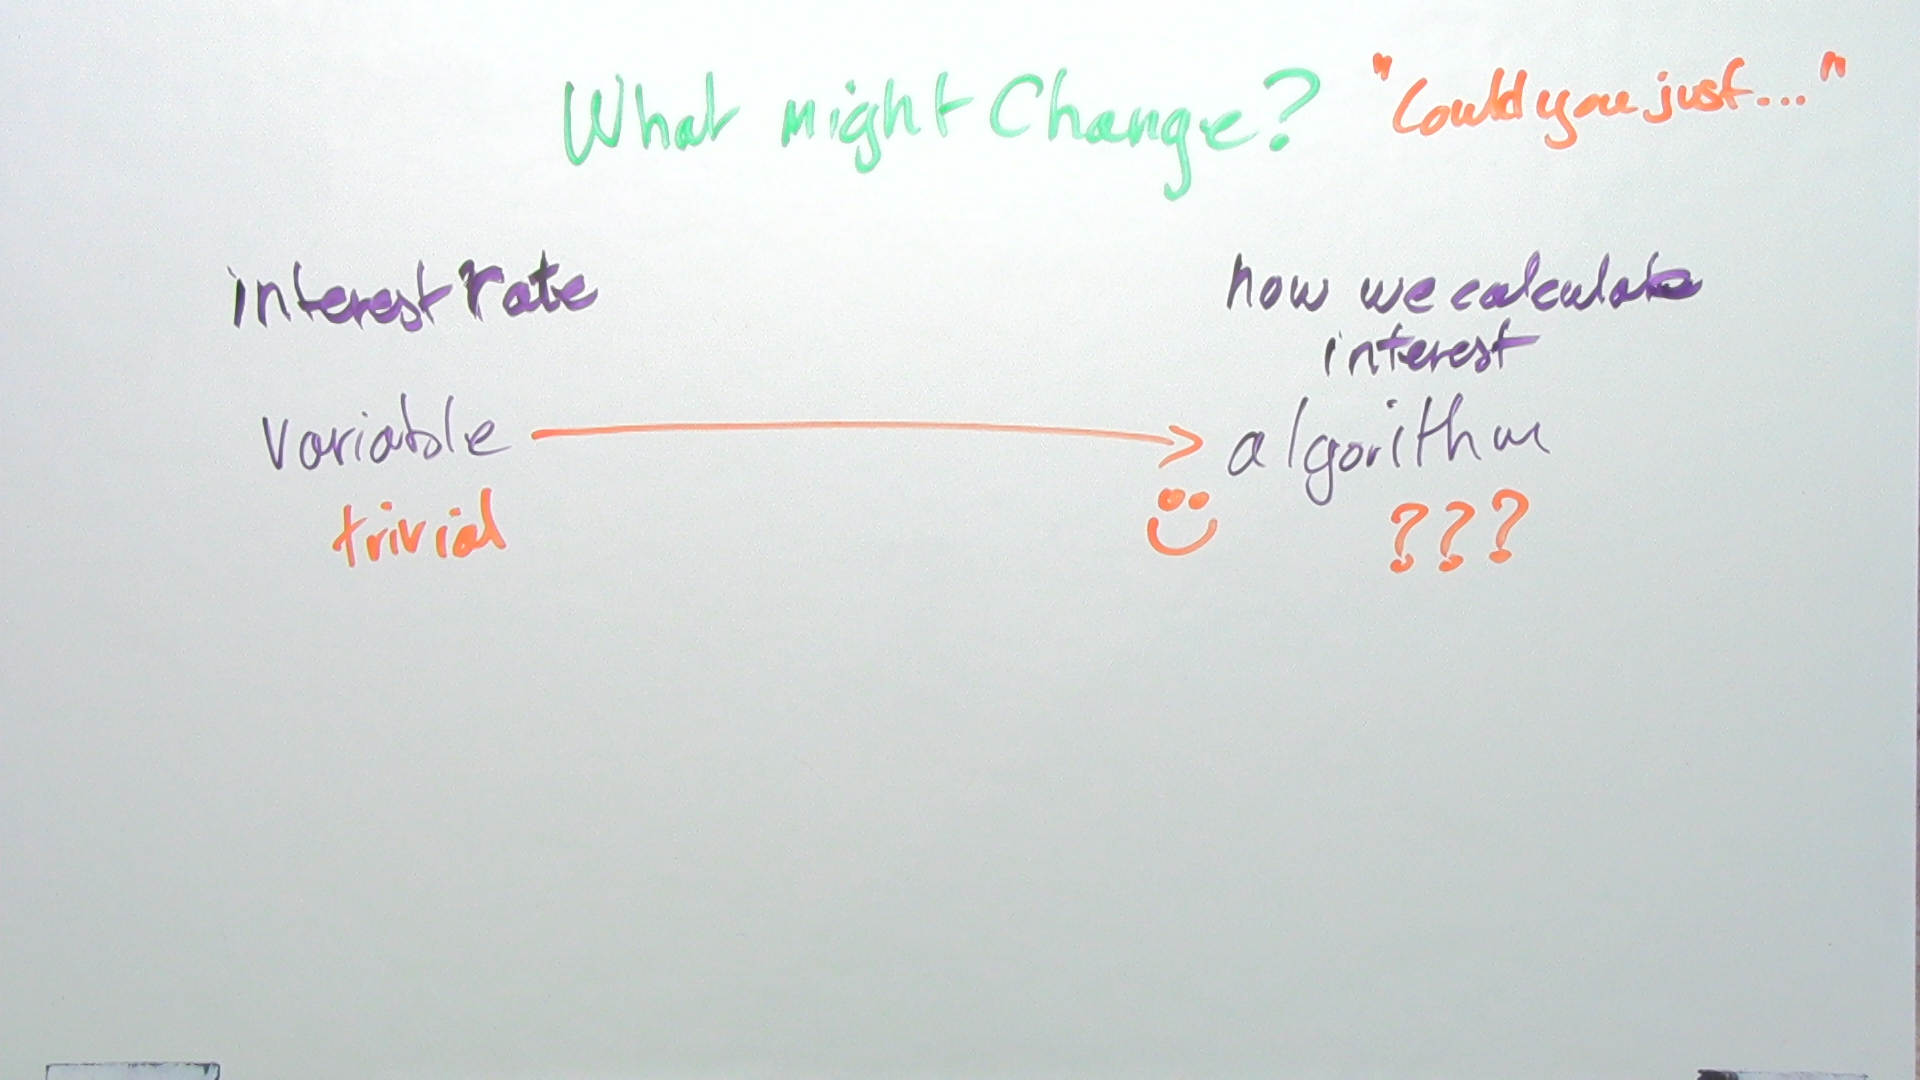 What might Change? "Could you just..."
interest rate
how we calculate
interest
variable
algorithm
trivial
???